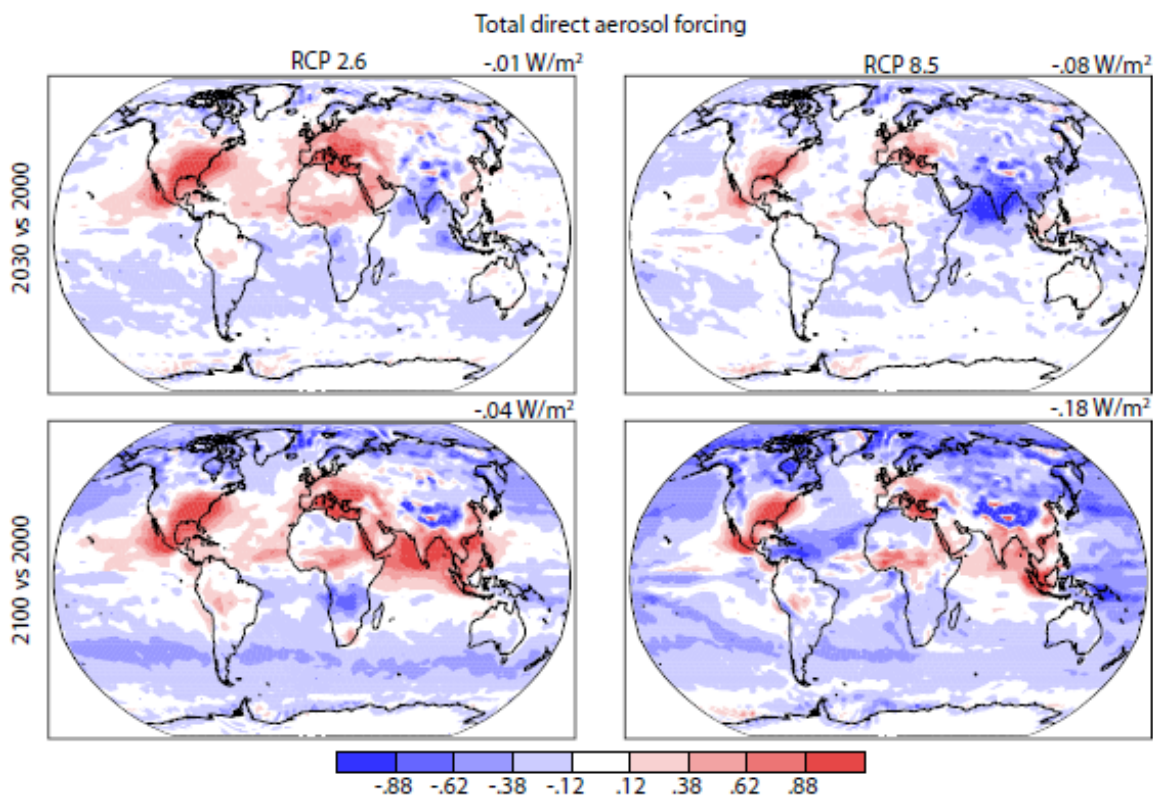 Total direct aerosol forcing
RCP 2.6
-.01 W/m²
RCP 8.5
-.08 W/m²
2030 vs 2000
-.04 W/m²
-.18 W/m²
2100 vs 2000
-.88 -.62 -.38 -.12 .12 .38 .62 .88